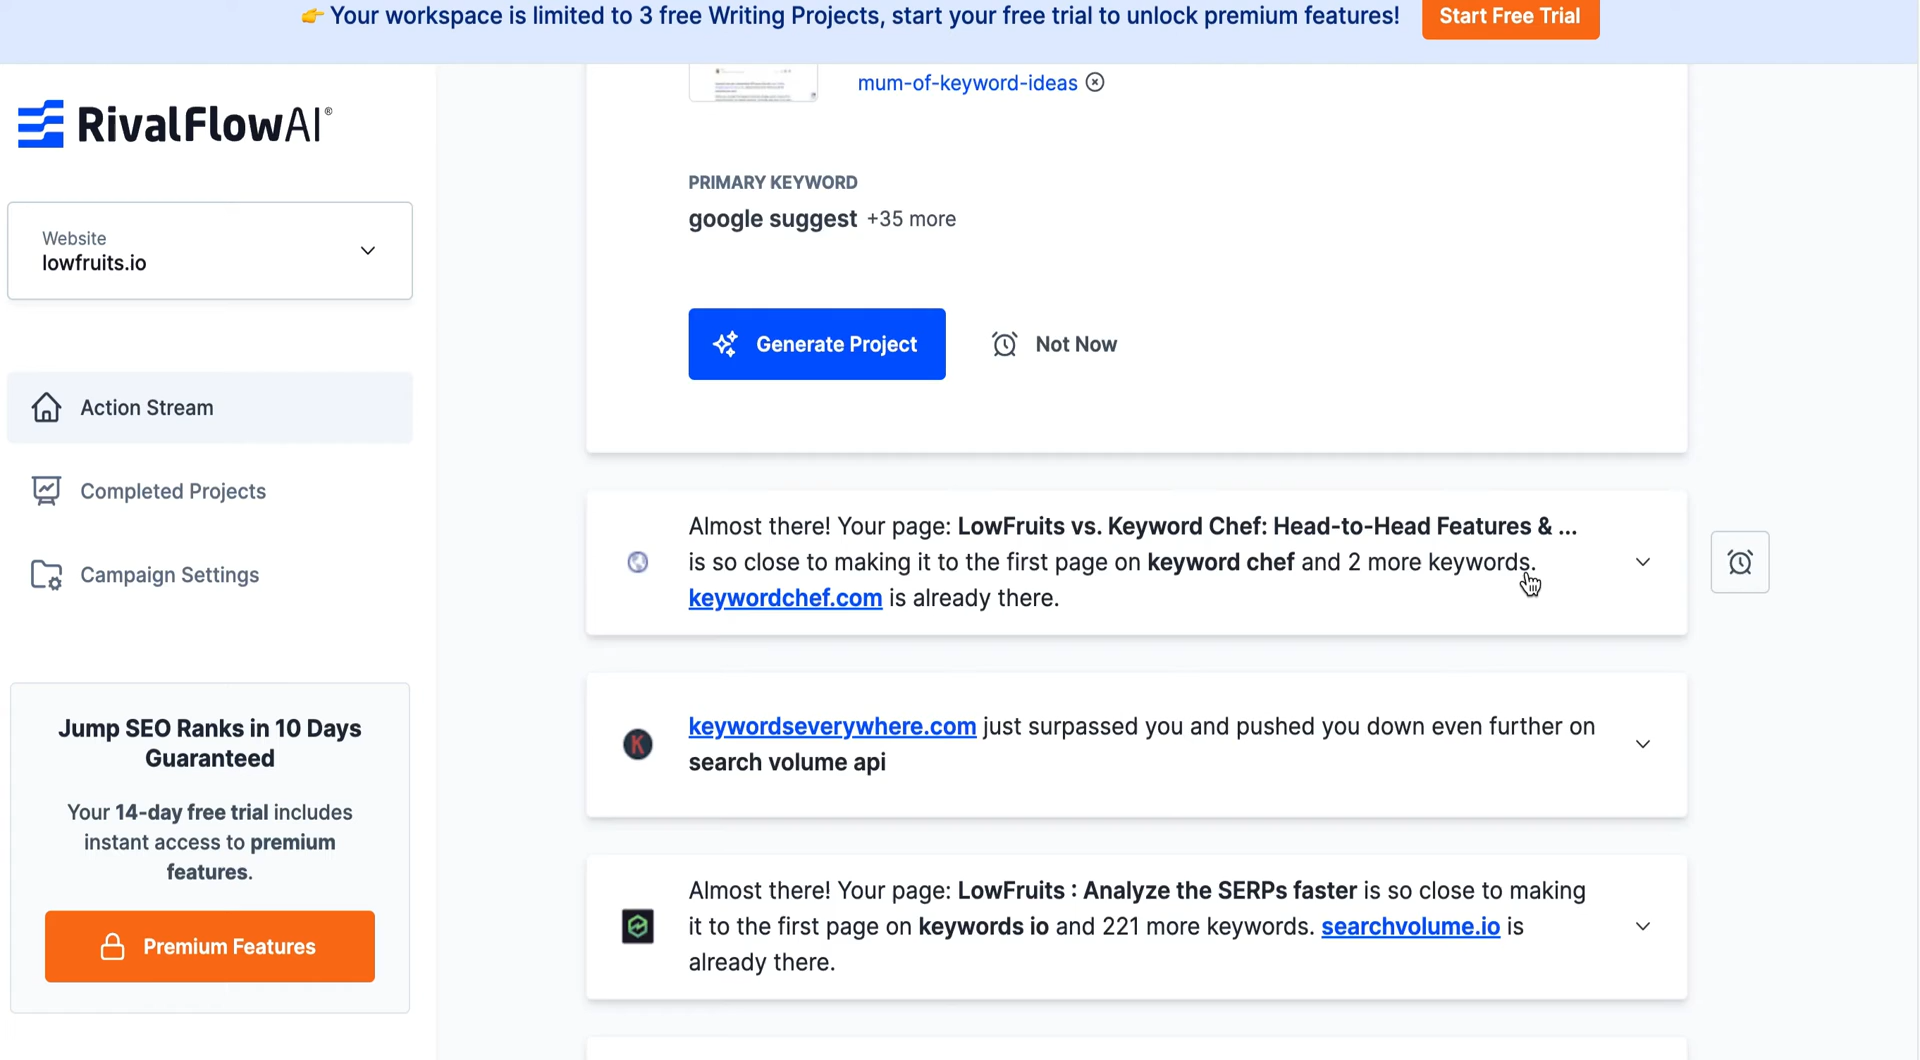 👉 Your workspace is limited to 3 free Writing Projects, start your free trial to unlock premium features!
Start Free Trial
RivalFlowAI®
Website
lowfruits.io
Action Stream
Completed Projects
Campaign Settings
Jump SEO Ranks in 10 Days
Guaranteed
Your 14-day free trial includes
instant access to premium
features.
Premium Features
mum-of-keyword-ideas
PRIMARY KEYWORD
google suggest +35 more
Generate Project
Not Now
Almost there! Your page: LowFruits vs. Keyword Chef: Head-to-Head Features & ...
is so close to making it to the first page on keyword chef and 2 more keywords.
keywordchef.com is already there.
K
keywordseverywhere.com just surpassed you and pushed you down even further on
search volume api
Almost there! Your page: LowFruits : Analyze the SERPs faster is so close to making
it to the first page on keywords io and 221 more keywords. searchvolume.io is
already there.